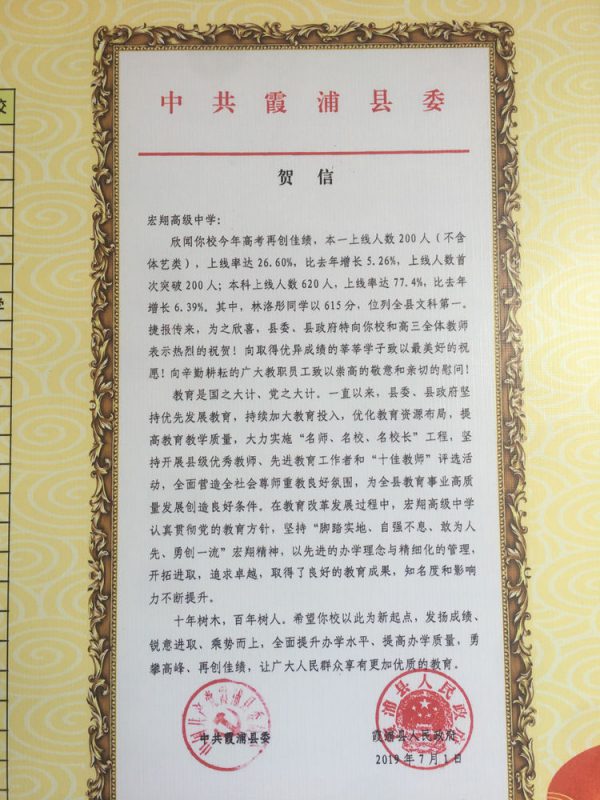 中共霞浦县委
贺信
宏翔高级中学：
欣闻你校今年高考再创佳绩，本一上线人数200人（不含
体艺类），上线率达26.60%，比去年增长5.26%，上线人数首
次突破200人；本科上线人数620人，上线率达77.4%，比去年
增长6.39%。其中，林洛彤同学以615分，位列全县文科第一。
捷报传来，为之欣喜，县委、县政府特向你校和高三全体教师
表示热烈的祝贺！向取得优异成绩的莘莘学子致以最美好的祝
愿！向辛勤耕耘的广大教职员工致以崇高的敬意和亲切的慰问！
教育是国之大计、党之大计。一直以来，县委、县政府坚
持优先发展教育，持续加大教育投入，优化教育资源布局，提
高教育教学质量，大力实施“名师、名校、名校长”工程，坚
持开展县级优秀教师、先进教育工作者和“十佳教师”评选活
动，全面营造全社会尊师重教良好氛围，为全县教育事业高质
量发展创造良好条件。在教育改革发展过程中，宏翔高级中学
认真贯彻党的教育方针，坚持“脚踏实地、自强不息、敢为人
先、勇创一流”宏翔精神，以先进的办学理念与精细化的管理，
开拓进取，追求卓越，取得了良好的教育成果，知名度和影响
力不断提升。
十年树木，百年树人。希望你校以此为新起点，发扬成绩、
锐意进取、乘势而上，全面提升办学水平、提高办学质量，勇
攀高峰、再创佳绩，让广大人民群众享有更加优质的教育。
中共霞浦县委
霞浦县人民政府
2019年7月1日
霞浦县人民政府
校
学